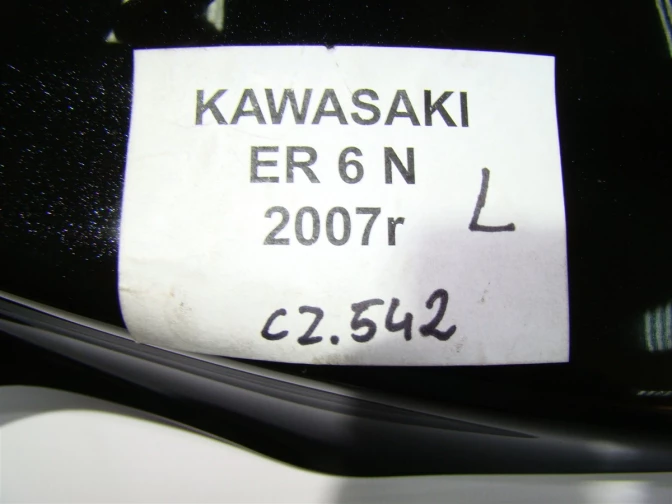 KAWASAKI
ER 6 N
2007r L
cz.542